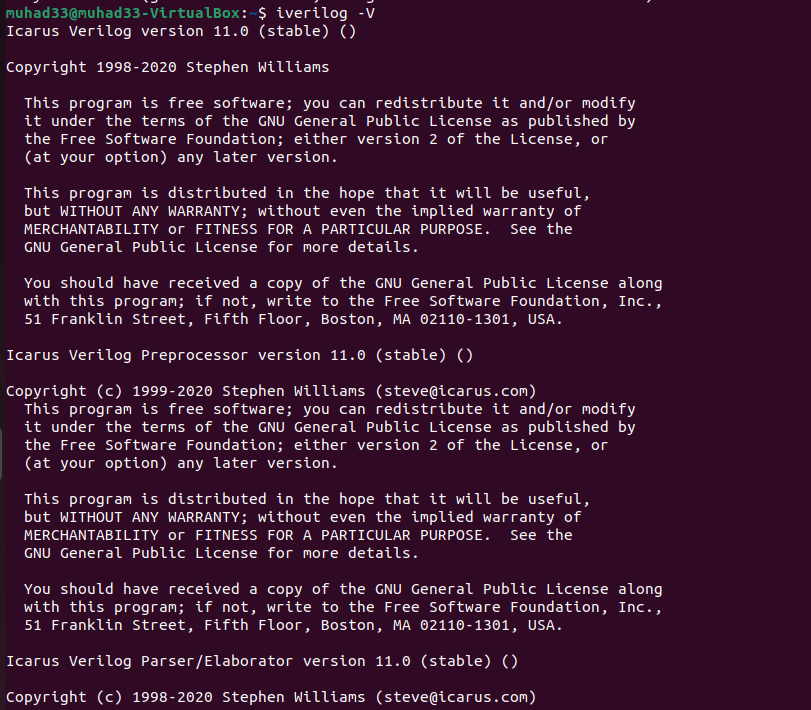 muhad33@muhad33-VirtualBox:~$ iverilog -V
Icarus Verilog version 11.0 (stable) ()
Copyright 1998-2020 Stephen Williams
This program is free software; you can redistribute it and/or modify
it under the terms of the GNU General Public License as published by
the Free Software Foundation; either version 2 of the License, or
(at your option) any later version.
This program is distributed in the hope that it will be useful,
but WITHOUT ANY WARRANTY; without even the implied warranty of
MERCHANTABILITY or FITNESS FOR A PARTICULAR PURPOSE.  See the
GNU General Public License for more details.
You should have received a copy of the GNU General Public License along
with this program; if not, write to the Free Software Foundation, Inc.,
51 Franklin Street, Fifth Floor, Boston, MA 02110-1301, USA.
Icarus Verilog Preprocessor version 11.0 (stable) ()
Copyright (c) 1999-2020 Stephen Williams (steve@icarus.com)
This program is free software; you can redistribute it and/or modify
it under the terms of the GNU General Public License as published by
the Free Software Foundation; either version 2 of the License, or
(at your option) any later version.
This program is distributed in the hope that it will be useful,
but WITHOUT ANY WARRANTY; without even the implied warranty of
MERCHANTABILITY or FITNESS FOR A PARTICULAR PURPOSE.  See the
GNU General Public License for more details.
You should have received a copy of the GNU General Public License along
with this program; if not, write to the Free Software Foundation, Inc.,
51 Franklin Street, Fifth Floor, Boston, MA 02110-1301, USA.
Icarus Verilog Parser/Elaborator version 11.0 (stable) ()
Copyright (c) 1998-2020 Stephen Williams (steve@icarus.com)